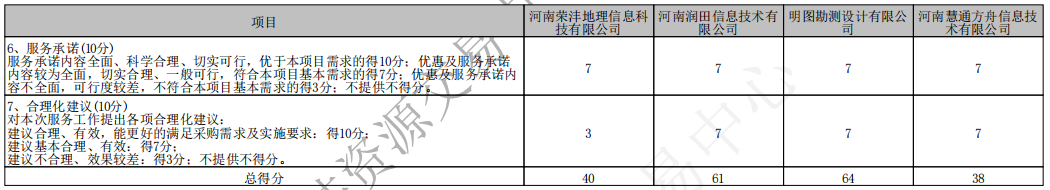 项目 河南荣沣地理信息科技有限公司 河南润田信息技术有限公司 明图勘测设计有限公司 河南慧通方舟信息技术有限公司
6、服务承诺(10分)
服务承诺内容全面、科学合理、切实可行，优于本项目需求的得10分；优惠及服务承诺
内容较为全面，切实合理、一般可行，符合本项目基本需求的得7分；优惠及服务承诺内
容不全面，可行度较差，不符合本项目基本需求的得3分；不提供不得分。
7 7 7 7
7、合理化建议(10分)
对本次服务工作提出各项合理化建议：
建议合理、有效，能更好的满足采购需求及实施要求：得10分；
建议基本合理、有效：得7分；
建议不合理、效果较差：得3分；不提供不得分。
3 7 7 7
总得分 40 61 64 38
资源交易
易中心